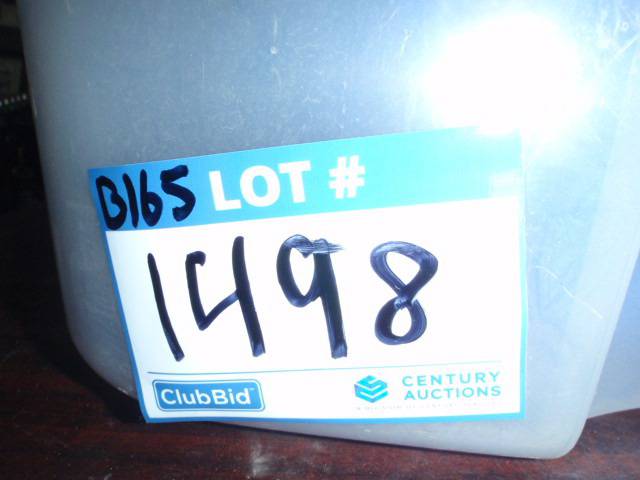 B165 LOT #
1498
ClubBid
CENTURY
AUCTIONS